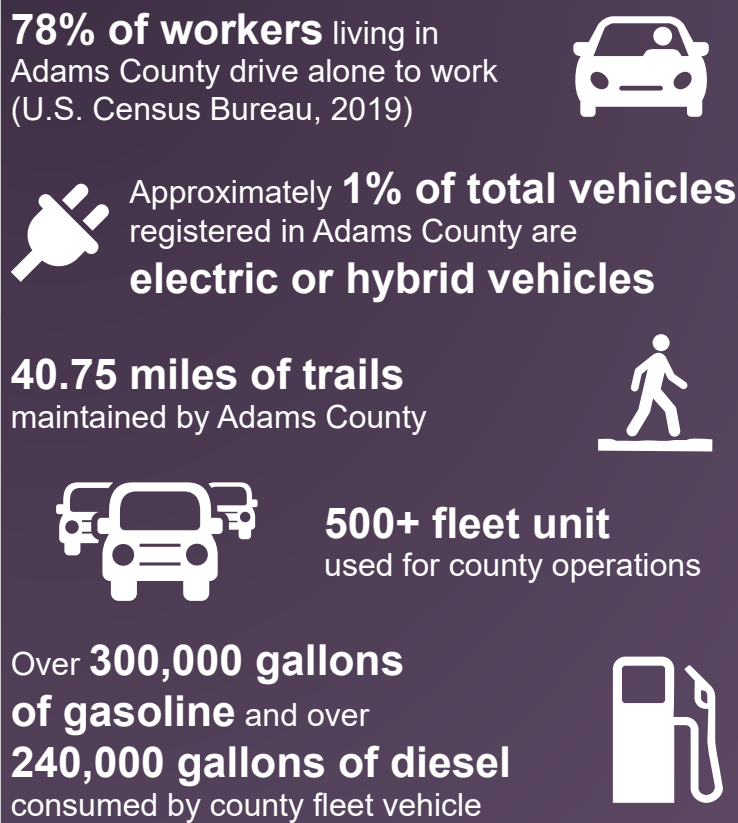 78% of workers living in
Adams County drive alone to work
(U.S. Census Bureau, 2019)
Approximately 1% of total vehicles
registered in Adams County are
electric or hybrid vehicles
40.75 miles of trails
maintained by Adams County
500+ fleet unit
used for county operations
Over 300,000 gallons
of gasoline and over
240,000 gallons of diesel
consumed by county fleet vehicle